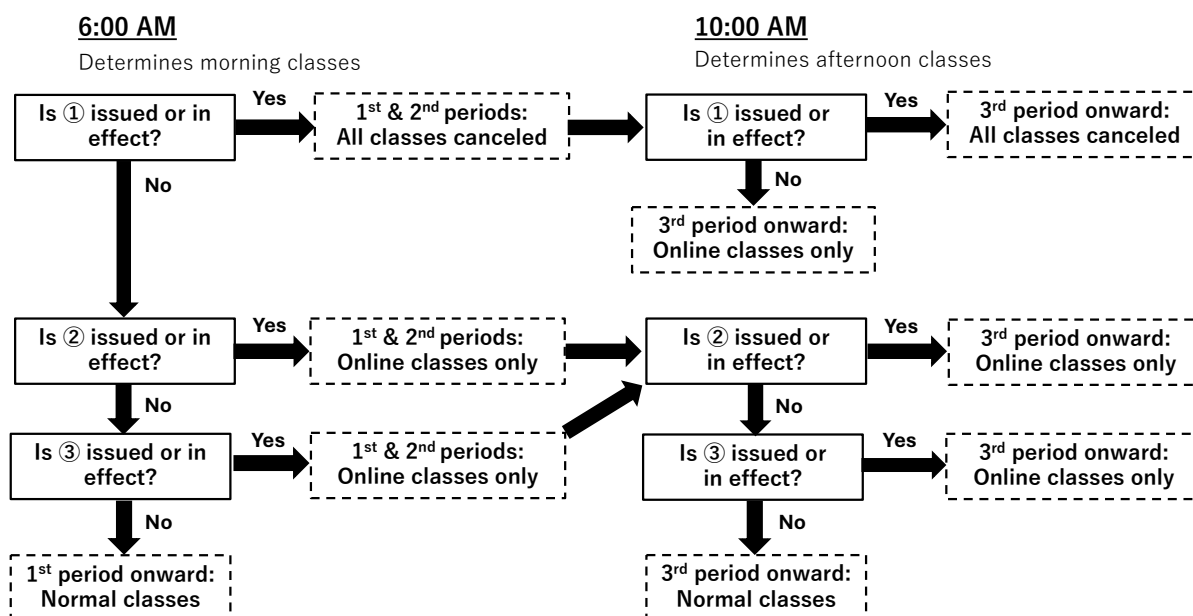 6:00 AM
Determines morning classes
10:00 AM
Determines afternoon classes
Is ① issued or in
effect?
Yes
1st & 2nd periods:
All classes canceled
Is ① issued or
in effect?
Yes
3rd period onward:
All classes canceled
No
No
3rd period onward:
Online classes only
Is ② issued or in
effect?
Yes
1st & 2nd periods:
Online classes only
Is ② issued or
in effect?
Yes
3rd period onward:
Online classes only
No
No
Is ③ issued or in
effect?
Yes
1st & 2nd periods:
Online classes only
Is ③ issued or
in effect?
Yes
3rd period onward:
Online classes only
No
No
1st period onward:
Normal classes
3rd period onward:
Normal classes